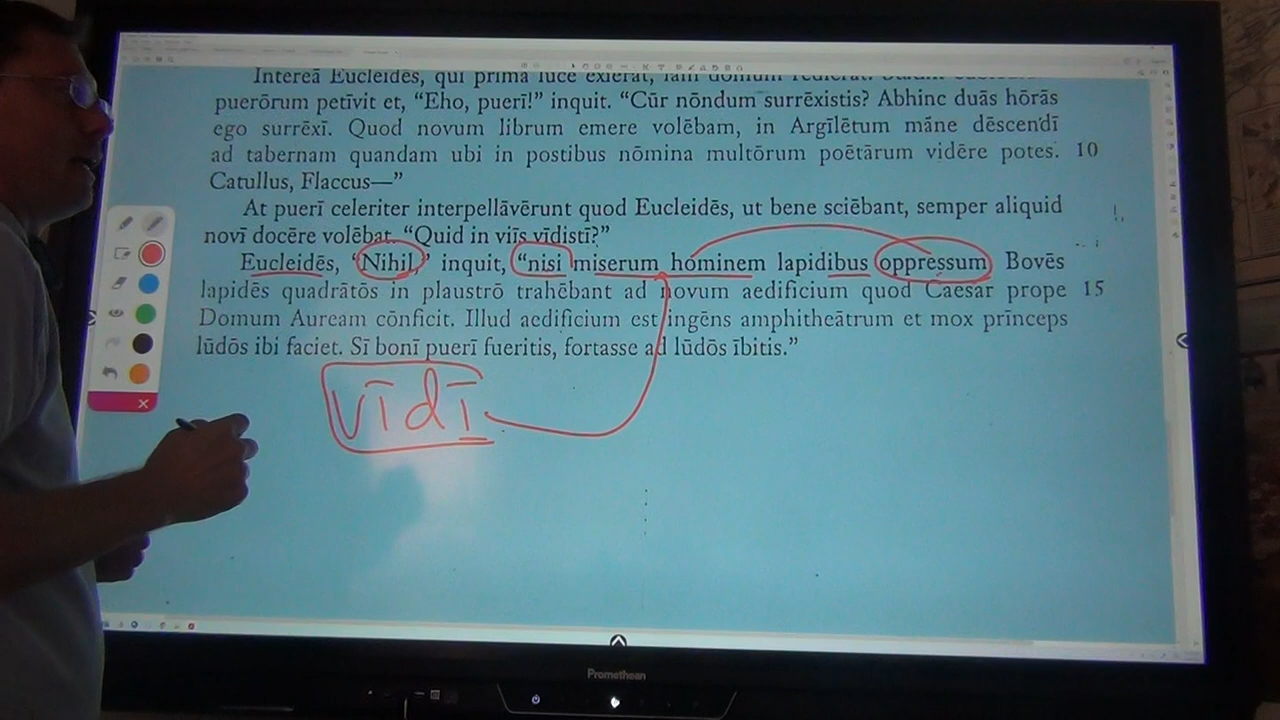 Intereā Eucleidēs, quī prīmā lūce exierat, iam domum redierat.
puerōrum petīvit et, “Eho, puerī!” inquit. “Cūr nōndum surrēxistis? Abhinc duās hōrās
ego surrēxī. Quod novum librum emere volēbam, in Argīlētum māne dēscendī
ad tabernam quandam ubi in postibus nōmina multōrum poētārum vidēre potes. 10
Catullus, Flaccus—”
At puerī celeriter interpellāvērunt quod Eucleidēs, ut bene sciēbant, semper aliquid
novī docēre volēbat. “Quid in viīs vīdistī?”
Eucleidēs, “Nihil,” inquit, “nisi miserum hominem lapidibus oppressum. Bovēs
lapidēs quadrātōs in plaustrō trahēbant ad novum aedificium quod Caesar prope 15
Domum Auream cōnficit. Illud aedificium est ingēns amphitheātrum et mox prīnceps
lūdōs ibi faciet. Sī bonī puerī fueritis, fortasse ad lūdōs ībitis.”
vīdī
Promethean